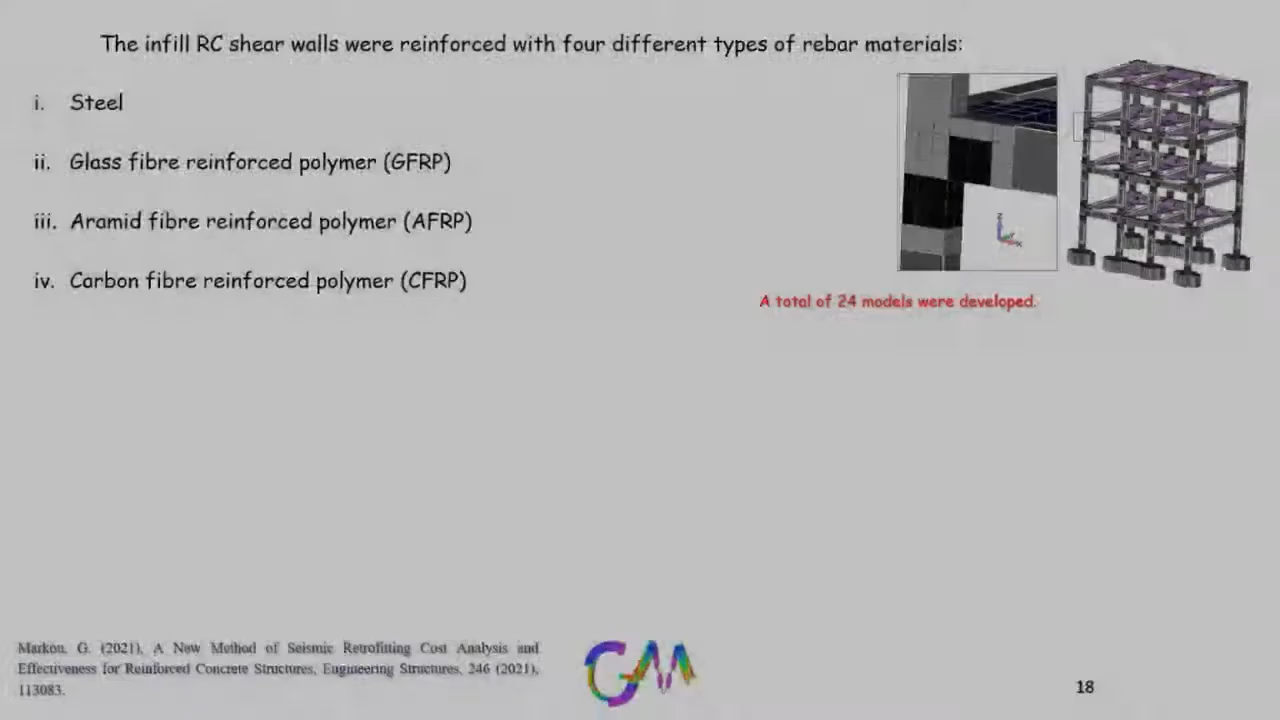 The infill RC shear walls were reinforced with four different types of rebar materials:
i. Steel
ii. Glass fibre reinforced polymer (GFRP)
iii. Aramid fibre reinforced polymer (AFRP)
iv. Carbon fibre reinforced polymer (CFRP)
Z
X
A total of 24 models were developed.
Markou, G. (2021), A New Method of Seismic Retrofitting Cost Analysis and
Effectiveness for Reinforced Concrete Structures, Engineering Structures, 246 (2021),
113083.
GM
18